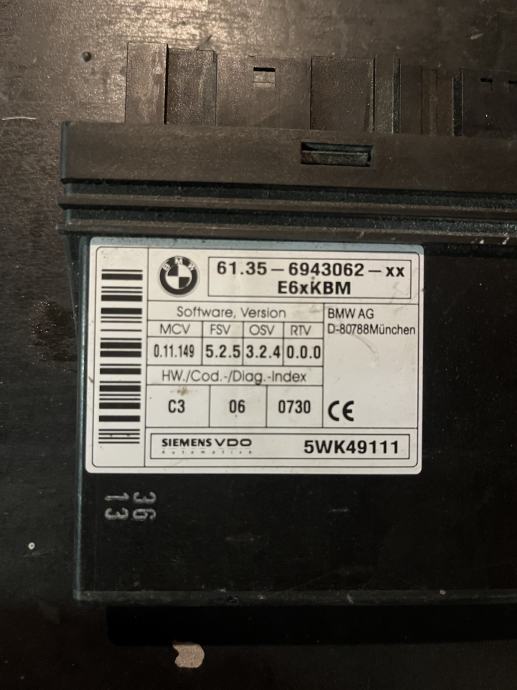 BMW
61.35 – 6943062 – xx
E6xKBM
Software, Version
MCV FSV OSV RTV
0.11.149 5.2.5 3.2.4 0.0.0
BMW AG
D-80788München
HW./Cod.-/Diag.-Index
C3 06 0730 CE
SIEMENS VDO
Automotive
5WK49111
36
13